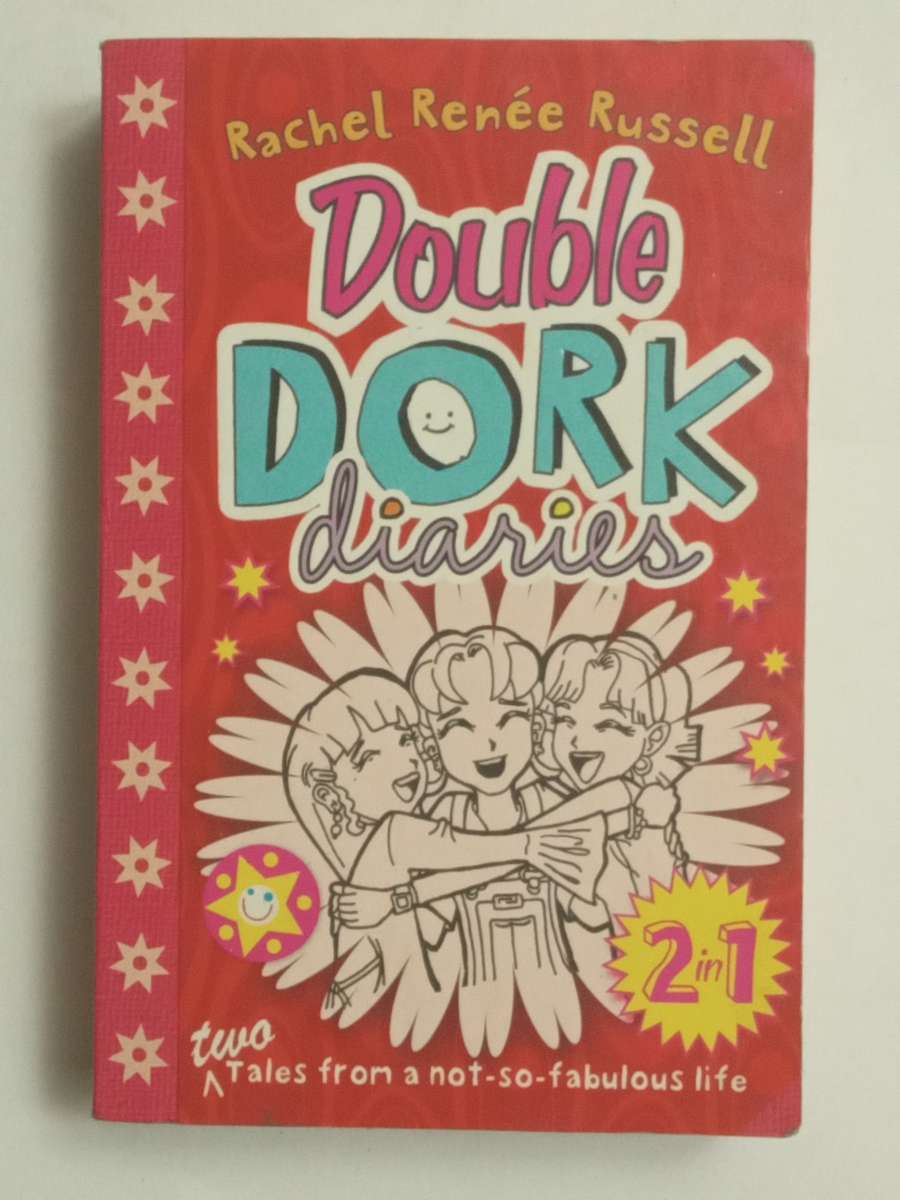 Rachel Renée Russell
Double
DORK
diaries
2 in 1
two
Tales from a not-so-fabulous life